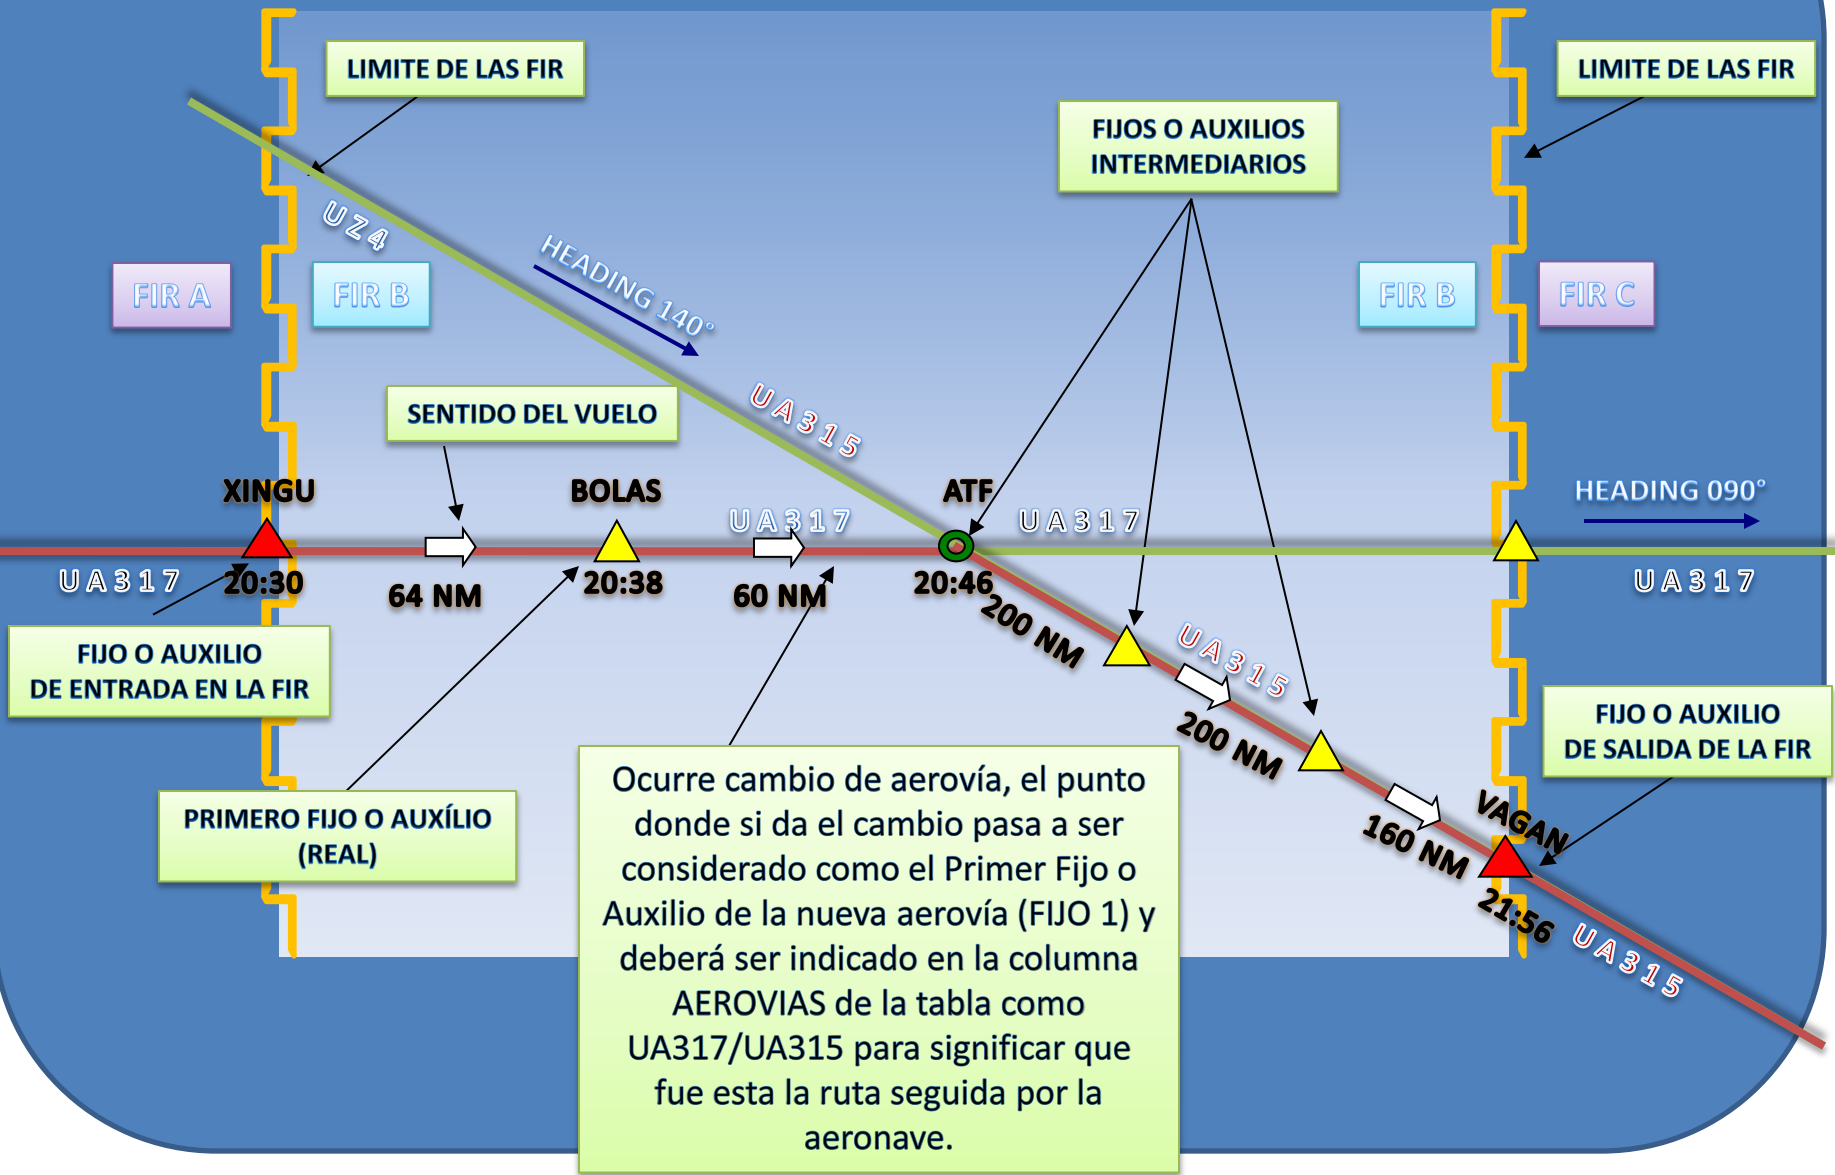 LIMITE DE LAS FIR
LIMITE DE LAS FIR
FIJOS O AUXILIOS
INTERMEDIARIOS
UZ4
HEADING 140°
FIR A
FIR B
FIR B
FIR C
SENTIDO DEL VUELO
UA315
XINGU
BOLAS
ATF
HEADING 090°
UA317
UA317
UA317
20:30
64 NM
20:38
60 NM
20:46
UA317
200 NM
UA315
FIJO O AUXILIO
DE ENTRADA EN LA FIR
200 NM
FIJO O AUXILIO
DE SALIDA DE LA FIR
PRIMERO FIJO O AUXÍLIO
(REAL)
160 NM
VAGAN
21:56
UA315
Ocurre cambio de aerovía, el punto
donde si da el cambio pasa a ser
considerado como el Primer Fijo o
Auxilio de la nueva aerovía (FIJO 1) y
deberá ser indicado en la columna
AEROVIAS de la tabla como
UA317/UA315 para significar que
fue esta la ruta seguida por la
aeronave.